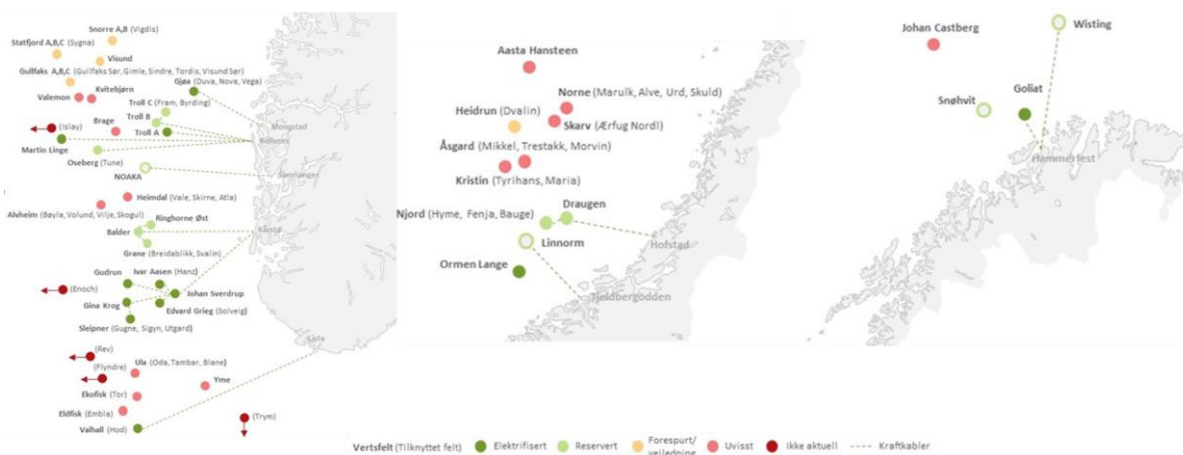 Snorre A,B (Vigdis)
Statfjord A,B,C (Sygna)
Visund
Gullfaks A,B,C (Gullfaks Sør, Gimle, Sindre, Tordis, Visund Sør)
Gjøa (Duva, Nova, Vega)
Kvitebjørn
Valemon
Troll C (Fram, Byrding)
Troll B
Brage
Troll A
Mongstad
(Islay)
Kollsnes
Martin Linge
Oseberg (Tune)
NOAKA
Heimdal (Vale, Skirne, Atla)
Alvheim (Bøyla, Volund, Vilje, Skogul)
Ringhorne Øst
Balder
Kårstø
Grane (Breidablikk, Svalin)
Gudrun
Ivar Aasen (Hanz)
(Enoch)
Johan Sverdrup
Gina Krog
Edvard Grieg (Solveig)
Sleipner (Gugne, Sigyn, Utgard)
Lista
(Rev)
Ula (Oda, Tambar, Blane)
(Flyndre)
Yme
Ekofisk (Tor)
Eldfisk (Embla)
(Trym)
Valhall (Hod)
Aasta Hansteen
Norne (Marulk, Alve, Urd, Skuld)
Heidrun (Dvalin)
Skarv (Ærfug Nordl)
Åsgard (Mikkel, Trestakk, Morvin)
Kristin (Tyrihans, Maria)
Draugen
Njord (Hyme, Fenja, Bauge)
Linnorm
Hofstad
Ormen Lange
Tjeldbergodden
Johan Castberg
Wisting
Goliat
Snøhvit
Hammerfest
Vertsfelt (Tilknyttet felt)
Elektrifisert
Reservert
Forespurt/
veiledning
Uvisst
Ikke aktuell
Kraftkabler